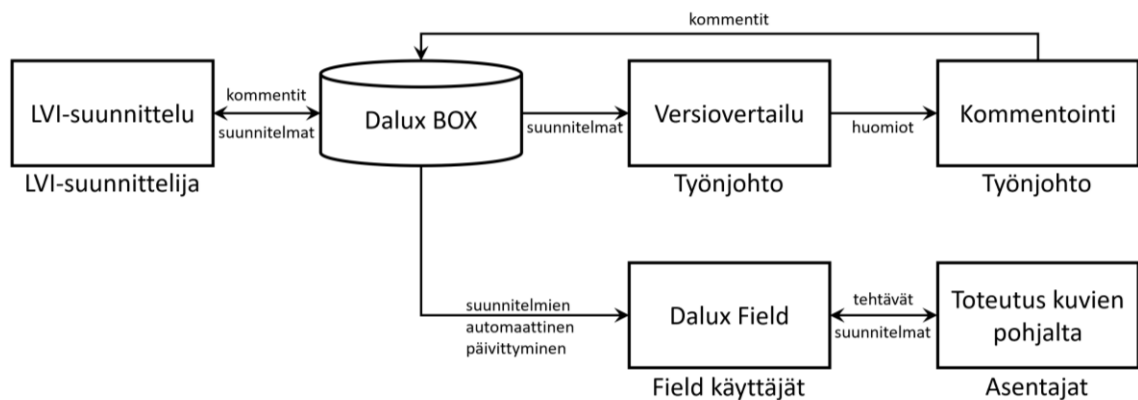 kommentit
LVI-suunnittelu
kommentit
suunnitelmat
Dalux BOX
suunnitelmat
Versiovertailu
huomiot
Kommentointi
LVI-suunnittelija
Työnjohto
Työnjohto
suunnitelmien
automaattinen
päivittyminen
Dalux Field
tehtävät
suunnitelmat
Toteutus kuvien
pohjalta
Field käyttäjät
Asentajat